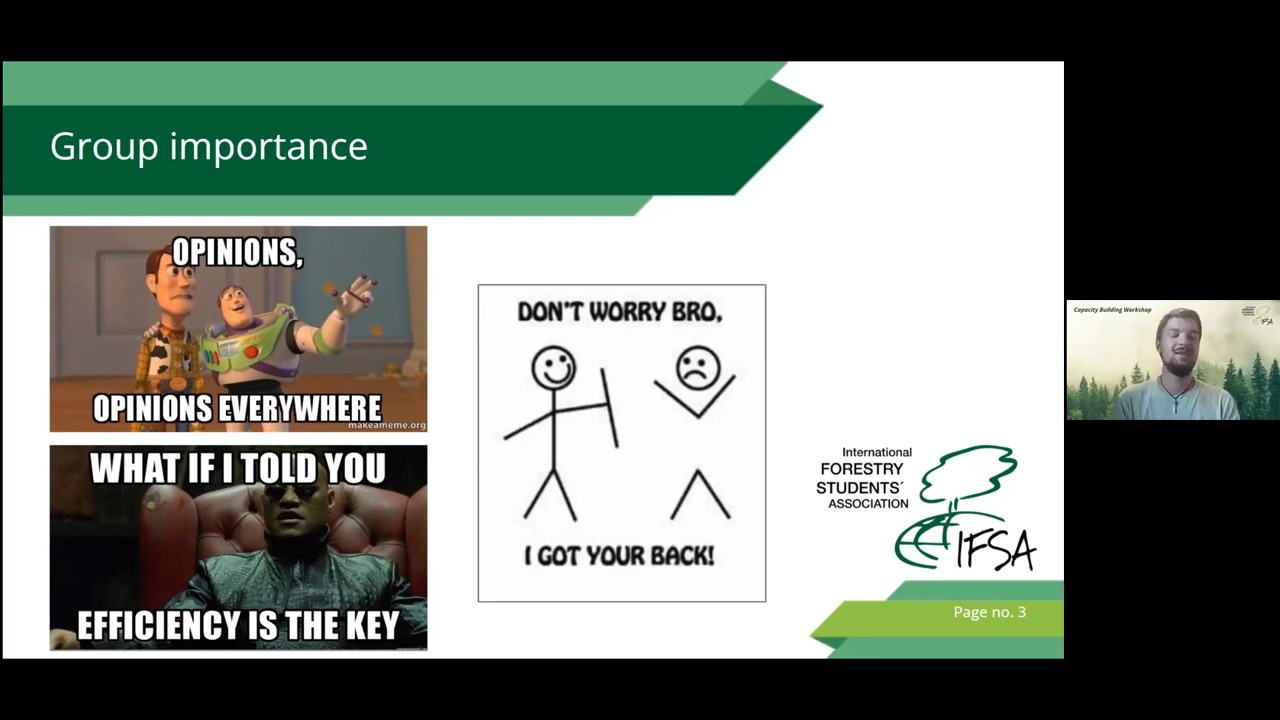 Group importance
OPINIONS,
OPINIONS EVERYWHERE
makeameme.org
WHAT IF I TOLD YOU
EFFICIENCY IS THE KEY
DON'T WORRY BRO,
I GOT YOUR BACK!
International
FORESTRY
STUDENTS´
ASSOCIATION
IFSA
Page no. 3
Capacity Building Workshop
IFSA